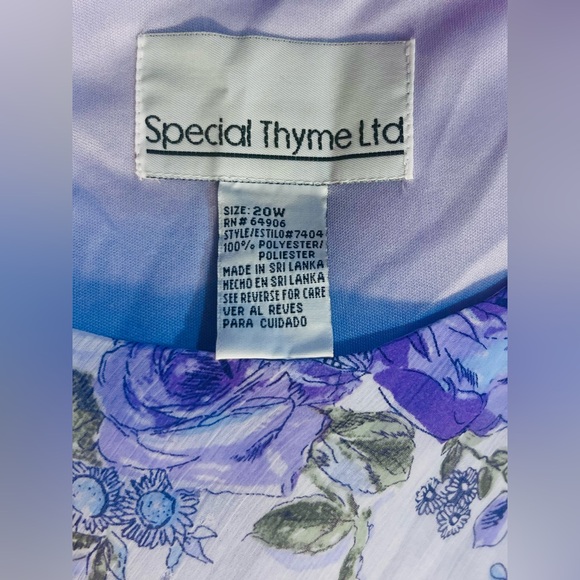 Special Thyme Ltd
SIZE: 20W
RN# 64906
STYLE/ESTILO#7404
100% POLYESTER/
POLIESTER
MADE IN SRI LANKA
HECHO EN SRI LANKA
SEE REVERSE FOR CARE
VER AL REVES
PARA CUIDADO